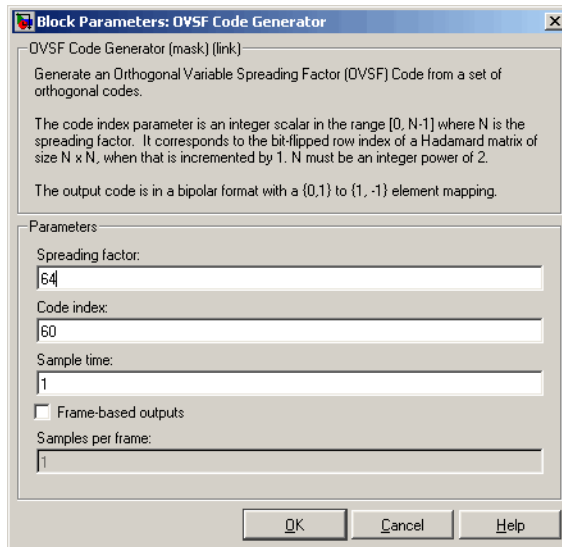 Block Parameters: OVSF Code Generator
OVSF Code Generator (mask) (link)
Generate an Orthogonal Variable Spreading Factor (OVSF) Code from a set of
orthogonal codes.
The code index parameter is an integer scalar in the range [0, N-1] where N is the
spreading factor.  It corresponds to the bit-flipped row index of a Hadamard matrix of
size N x N, when that is incremented by 1. N must be an integer power of 2.
The output code is in a bipolar format with a {0,1} to {1, -1} element mapping.
Parameters
Spreading factor:
64
Code index:
60
Sample time:
1
Frame-based outputs
Samples per frame:
1
OK Cancel Help